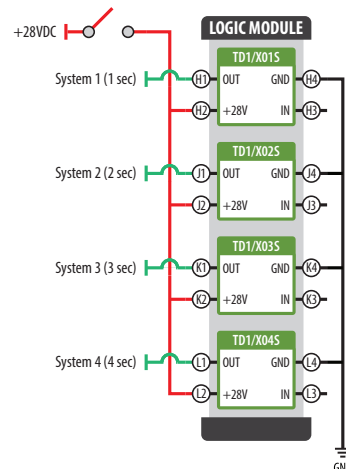 LOGIC MODULE
+28VDC
TD1/X01S
System 1 (1 sec) H1 OUT GND H4
H2 +28V IN H3
TD1/X02S
System 2 (2 sec) J1 OUT GND J4
J2 +28V IN J3
TD1/X03S
System 3 (3 sec) K1 OUT GND K4
K2 +28V IN K3
TD1/X04S
System 4 (4 sec) L1 OUT GND L4
L2 +28V IN L3